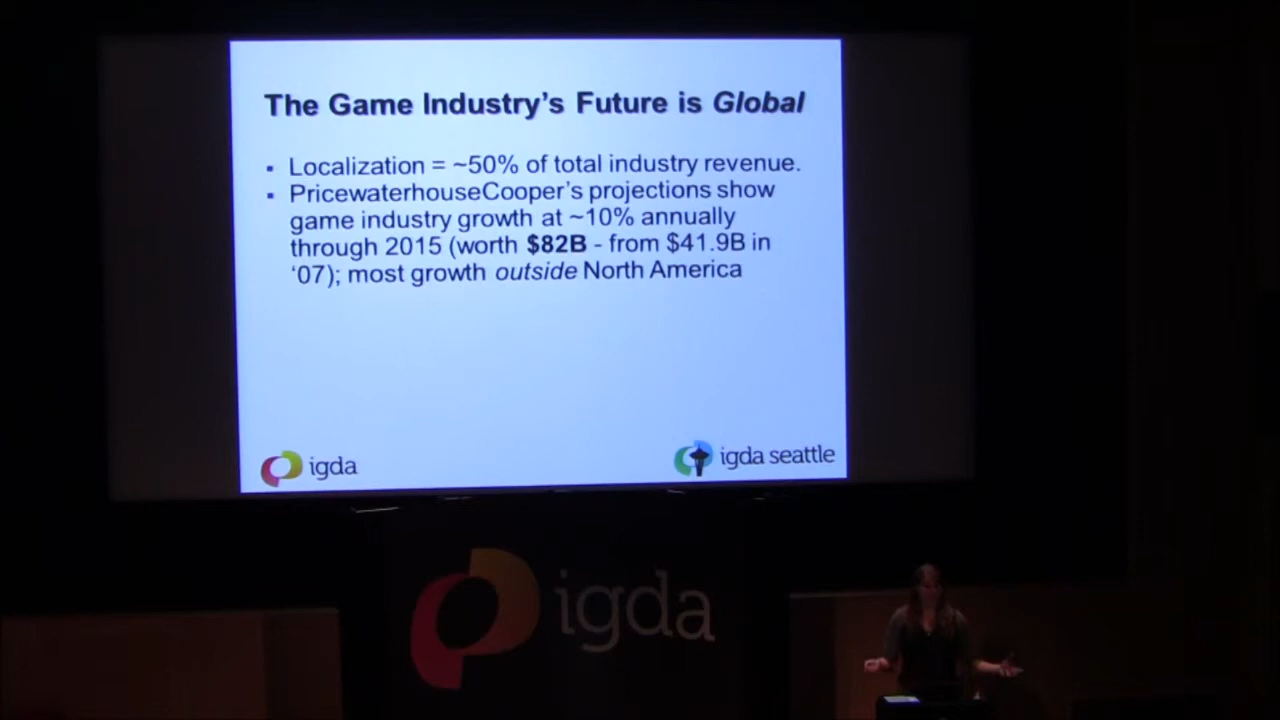 The Game Industry’s Future is Global
▪ Localization = ~50% of total industry revenue.
▪ PricewaterhouseCooper’s projections show
game industry growth at ~10% annually
through 2015 (worth $82B - from $41.9B in
‘07); most growth outside North America
igda
igda seattle
igda